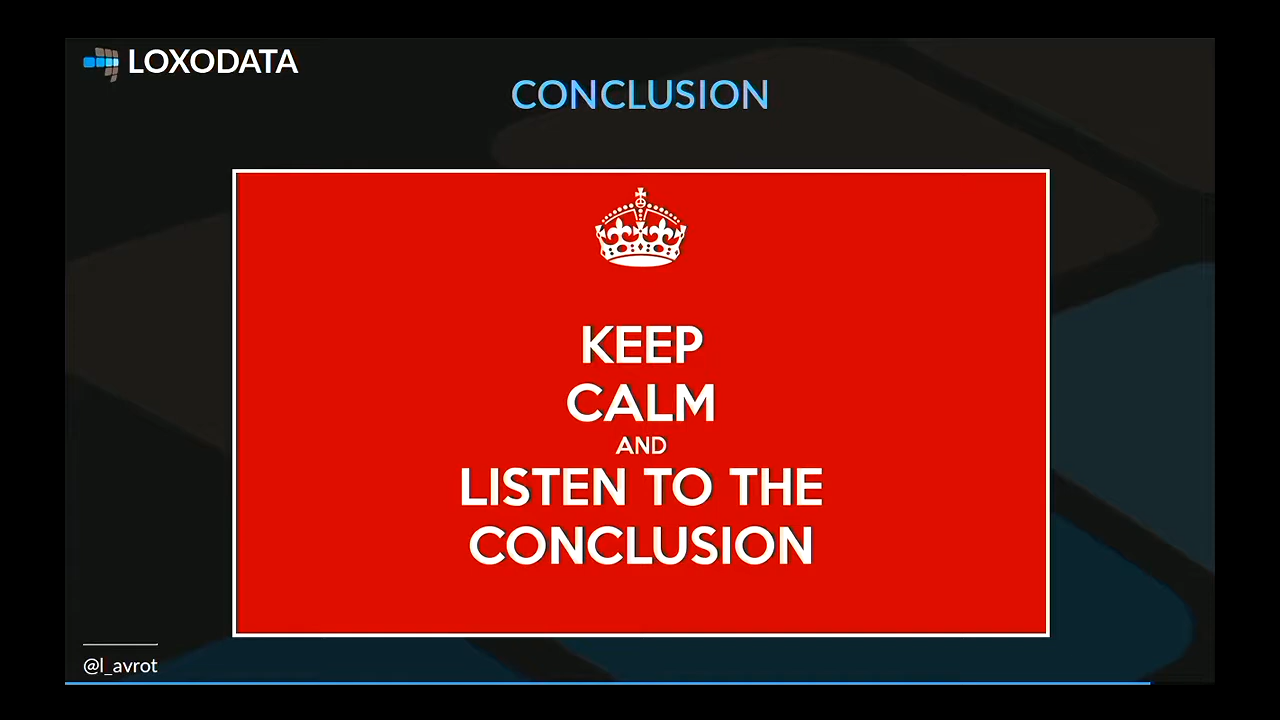 LOXODATA
CONCLUSION
KEEP
CALM
AND
LISTEN TO THE
CONCLUSION
@l_avrot